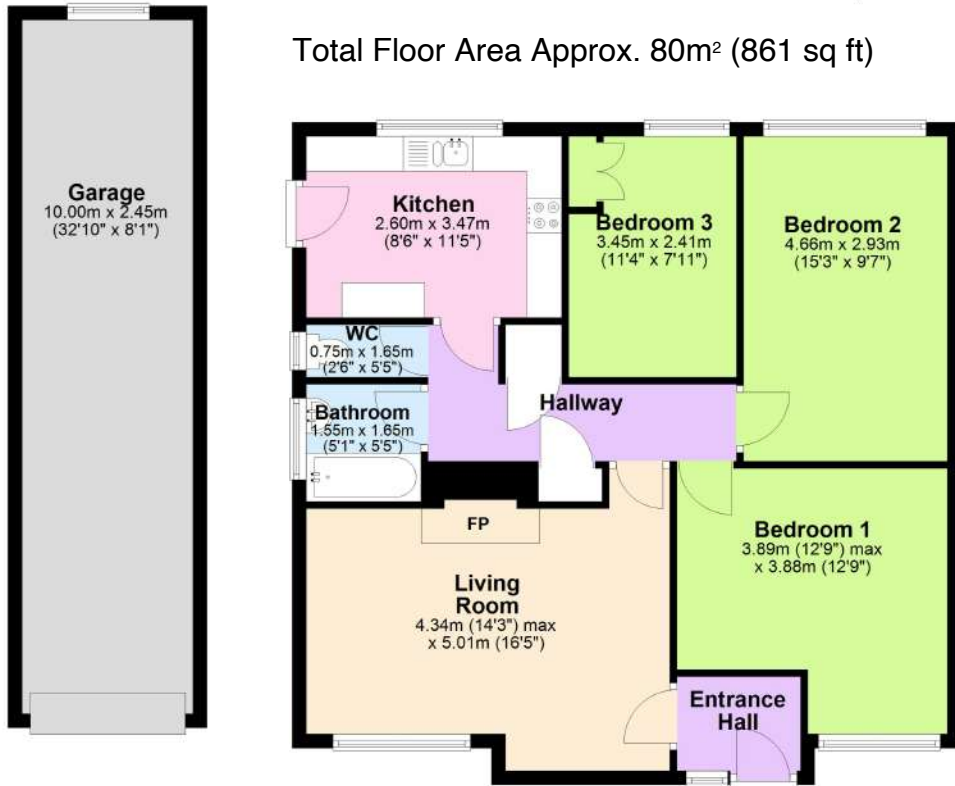 Total Floor Area Approx. 80m² (861 sq ft)
Garage
10.00m x 2.45m
(32'10" x 8'1")
Kitchen
2.60m x 3.47m
(8'6" x 11'5")
Bedroom 3
3.45m x 2.41m
(11'4" x 7'11")
Bedroom 2
4.66m x 2.93m
(15'3" x 9'7")
WC
0.75m x 1.65m
(2'6" x 5'5")
Hallway
Bathroom
1.55m x 1.65m
(5'1" x 5'5")
FP
Living
Room
4.34m (14'3") max
x 5.01m (16'5")
Bedroom 1
3.89m (12'9") max
x 3.88m (12'9")
Entrance
Hall